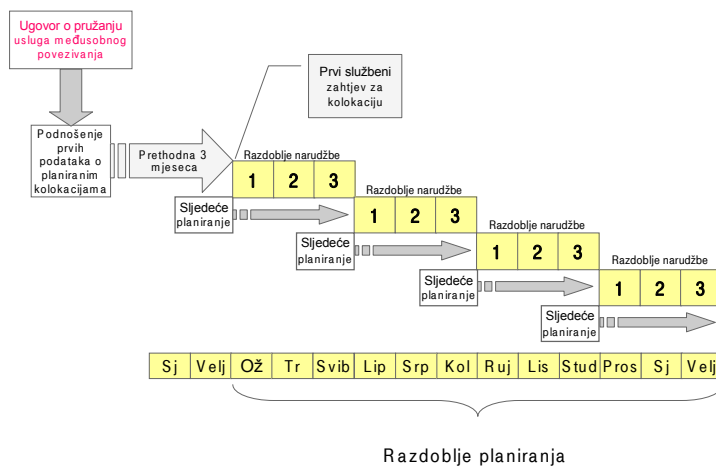 Ugovor o pružanju
usluga međusobnog
povezivanja
Prvi službeni
zahtjev za
kolokaciju
Podnošenje
prvih
podataka o
planiranim
kolokacijama
Prethodna 3
mjeseca
Razdoblje narudžbe
1 2 3
Sljedeće
planiranje
Razdoblje narudžbe
1 2 3
Sljedeće
planiranje
Razdoblje narudžbe
1 2 3
Sljedeće
planiranje
Razdoblje narudžbe
1 2 3
Sljedeće
planiranje
Sj Velj Ož Tr Svib Lip Srp Kol Ruj Lis Stud Pros Sj Velj
Razdoblje planiranja